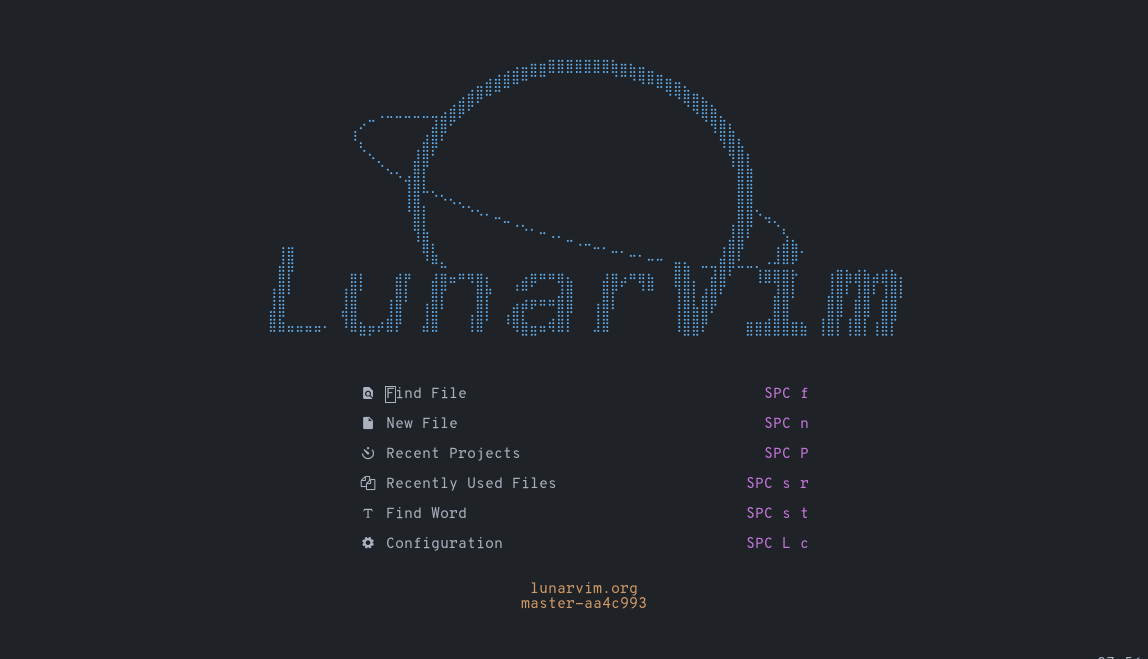 LunarVim
Find File SPC f
New File SPC n
Recent Projects SPC P
Recently Used Files SPC s r
Find Word SPC s t
Configuration SPC L c
lunarvim.org
master-aa4c993